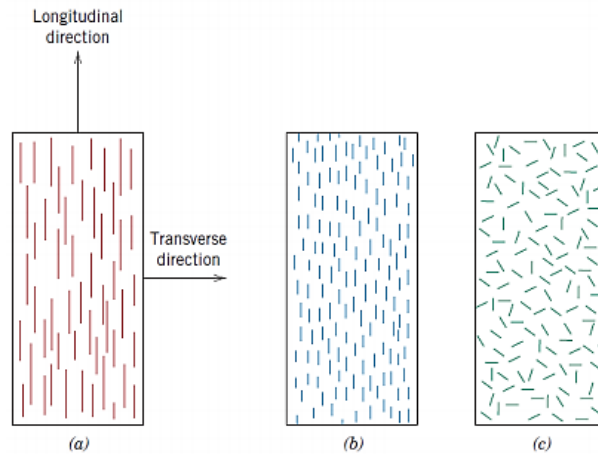 Longitudinal
direction
Transverse
direction
(a)
(b)
(c)